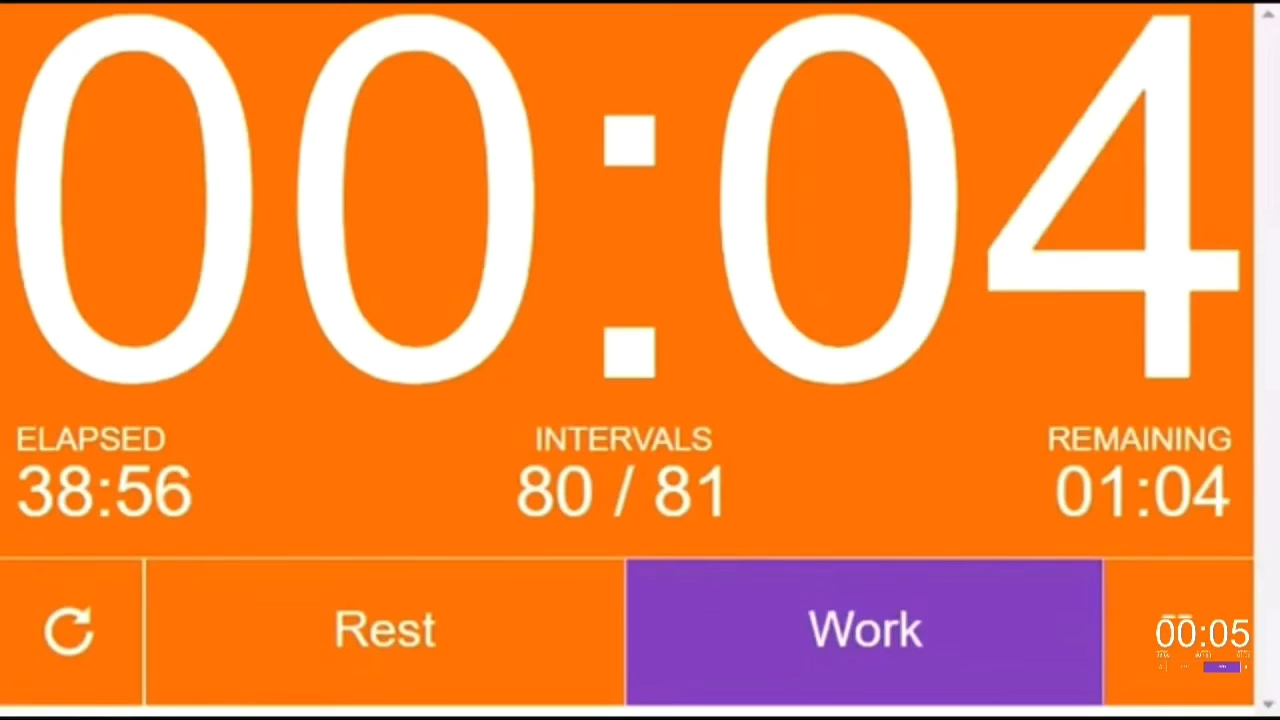 00:04
ELAPSED INTERVALS REMAINING
38:56 80 / 81 01:04
Rest Work
00:05